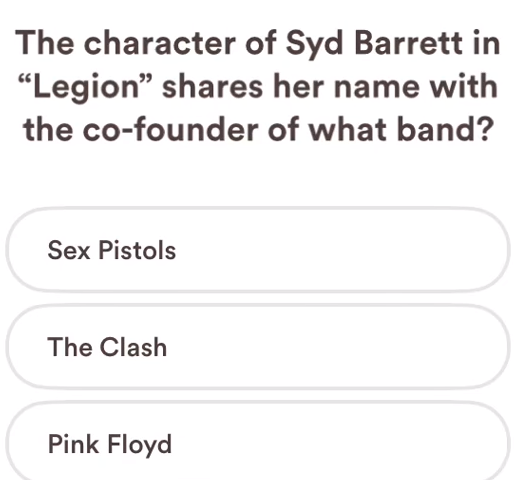 The character of Syd Barrett in
“Legion” shares her name with
the co-founder of what band?
Sex Pistols
The Clash
Pink Floyd